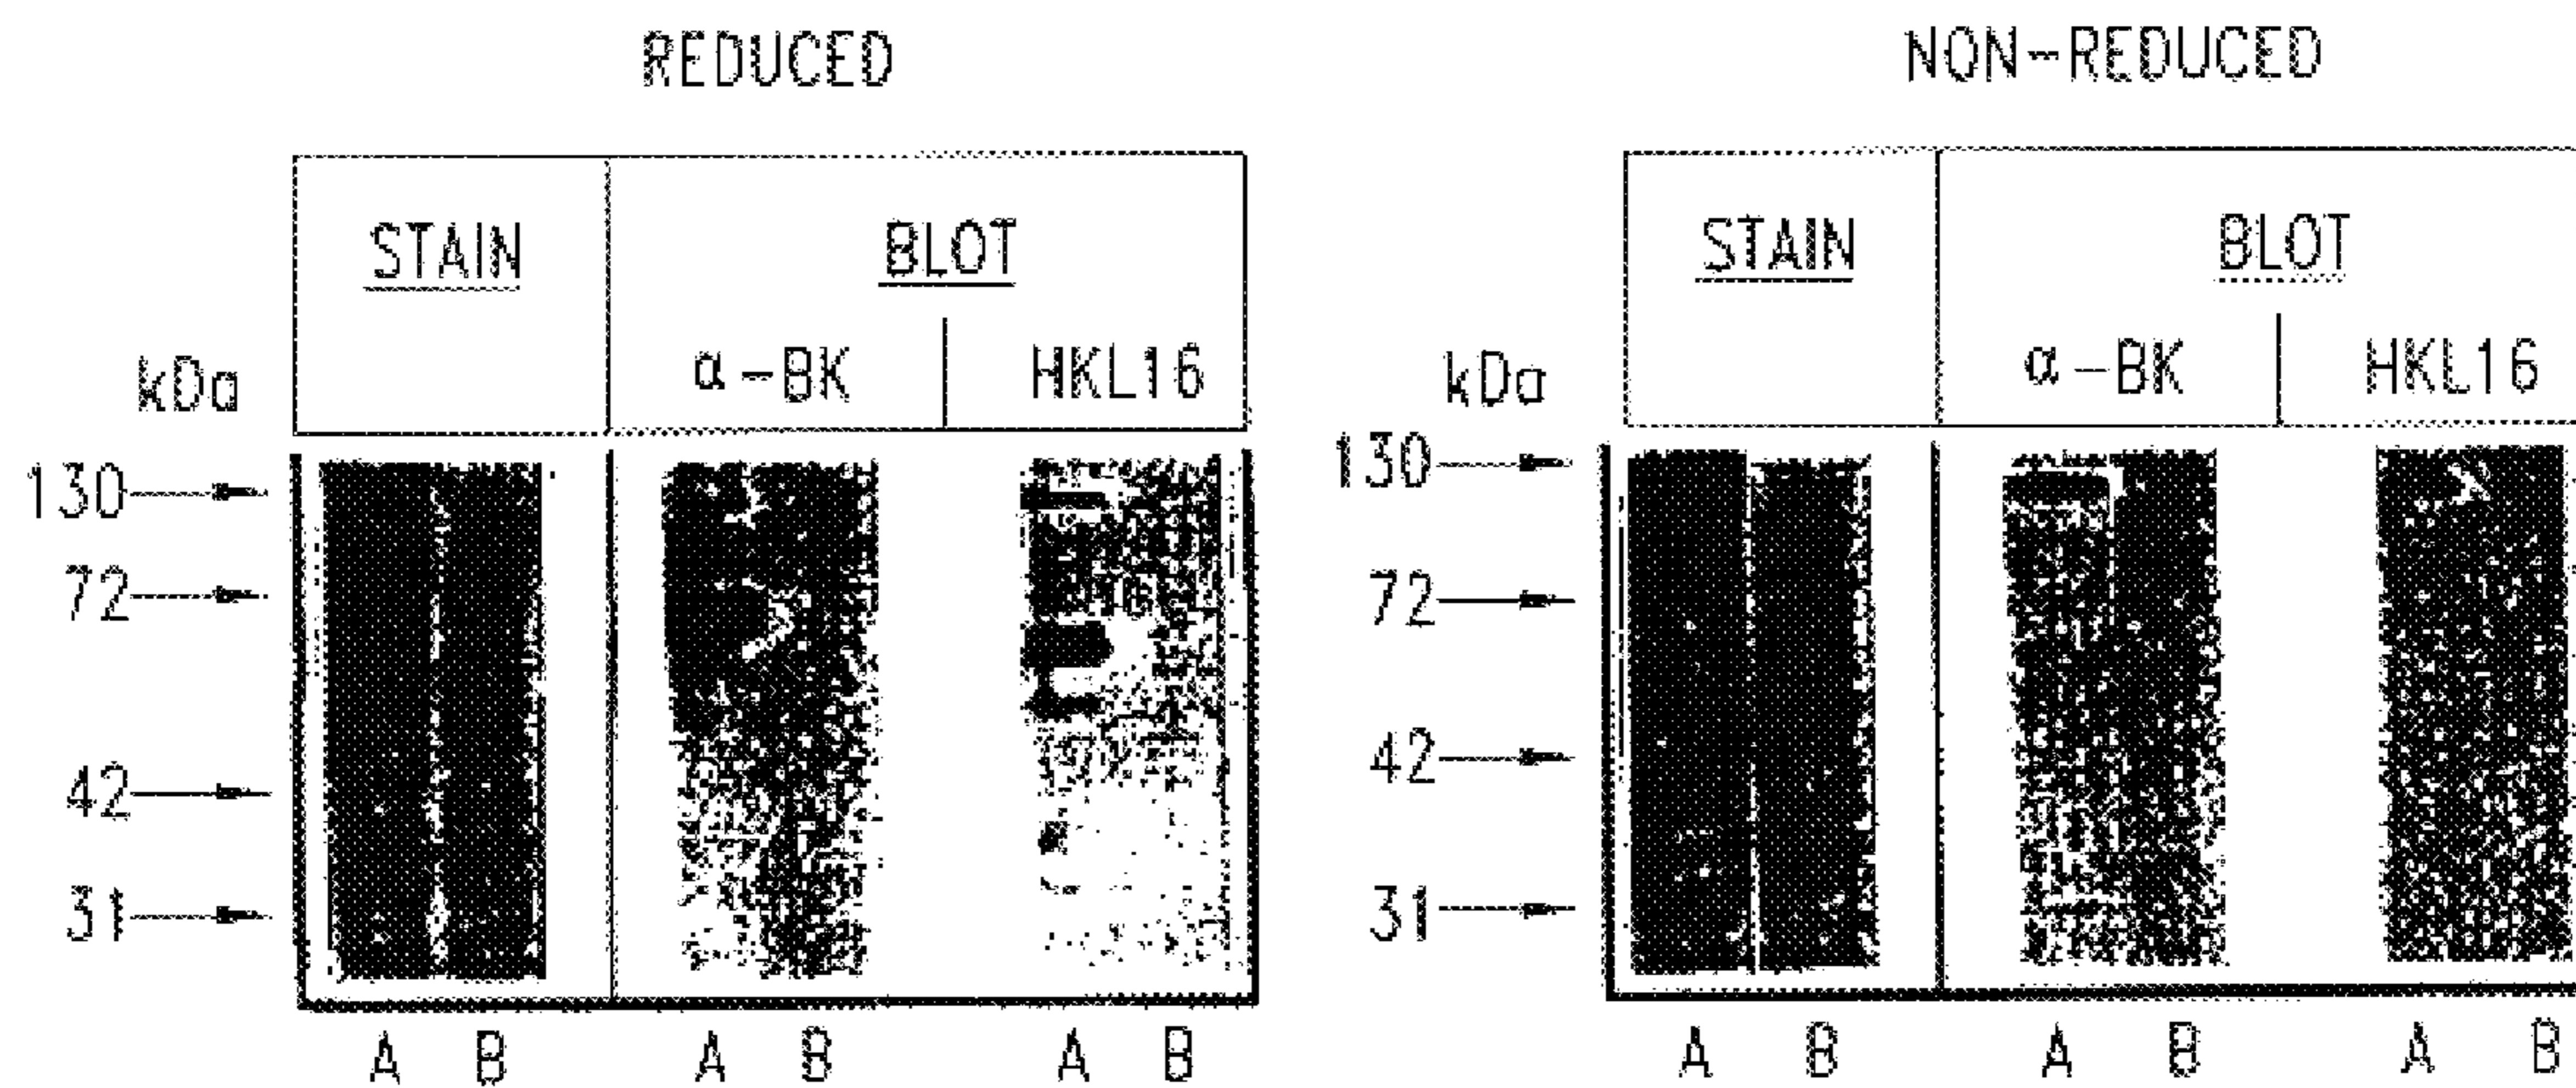 REDUCED
STAIN
BLOT
kDa
α-BK
HKL16
130
72
42
31
A B A B A B
NON-REDUCED
STAIN
BLOT
kDa
α-BK
HKL16
130
72
42
31
A B A B A B